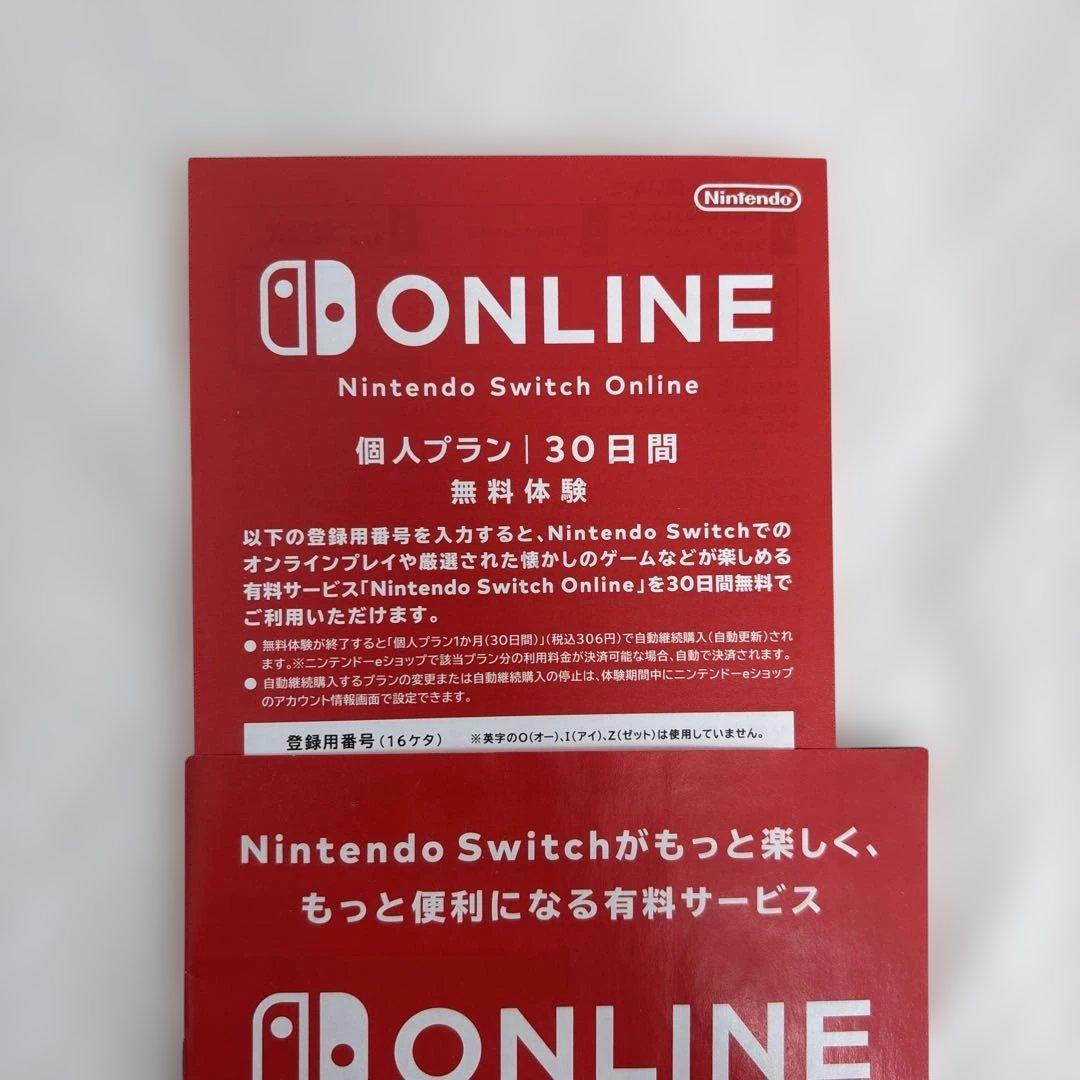 Nintendo
ONLINE
Nintendo Switch Online
個人プラン｜30日間
無料体験
以下の登録用番号を入力すると、Nintendo Switchでの
オンラインプレイや厳選された懐かしのゲームなどが楽しめる
有料サービス「Nintendo Switch Online」を30日間無料で
ご利用いただけます。
● 無料体験が終了すると「個人プラン1か月（30日間）」（税込306円）で自動継続購入（自動更新）され
ます。※ニンテンドーeショップで該当プラン分の利用料金が決済可能な場合、自動で決済されます。
● 自動継続購入するプランの変更または自動継続購入の停止は、体験期間中にニンテンドーeショップ
のアカウント情報画面で設定できます。
登録用番号（16ケタ） ※英字のO（オー）、I（アイ）、Z（ゼット）は使用していません。
Nintendo Switchがもっと楽しく、
もっと便利になる有料サービス
ONLINE